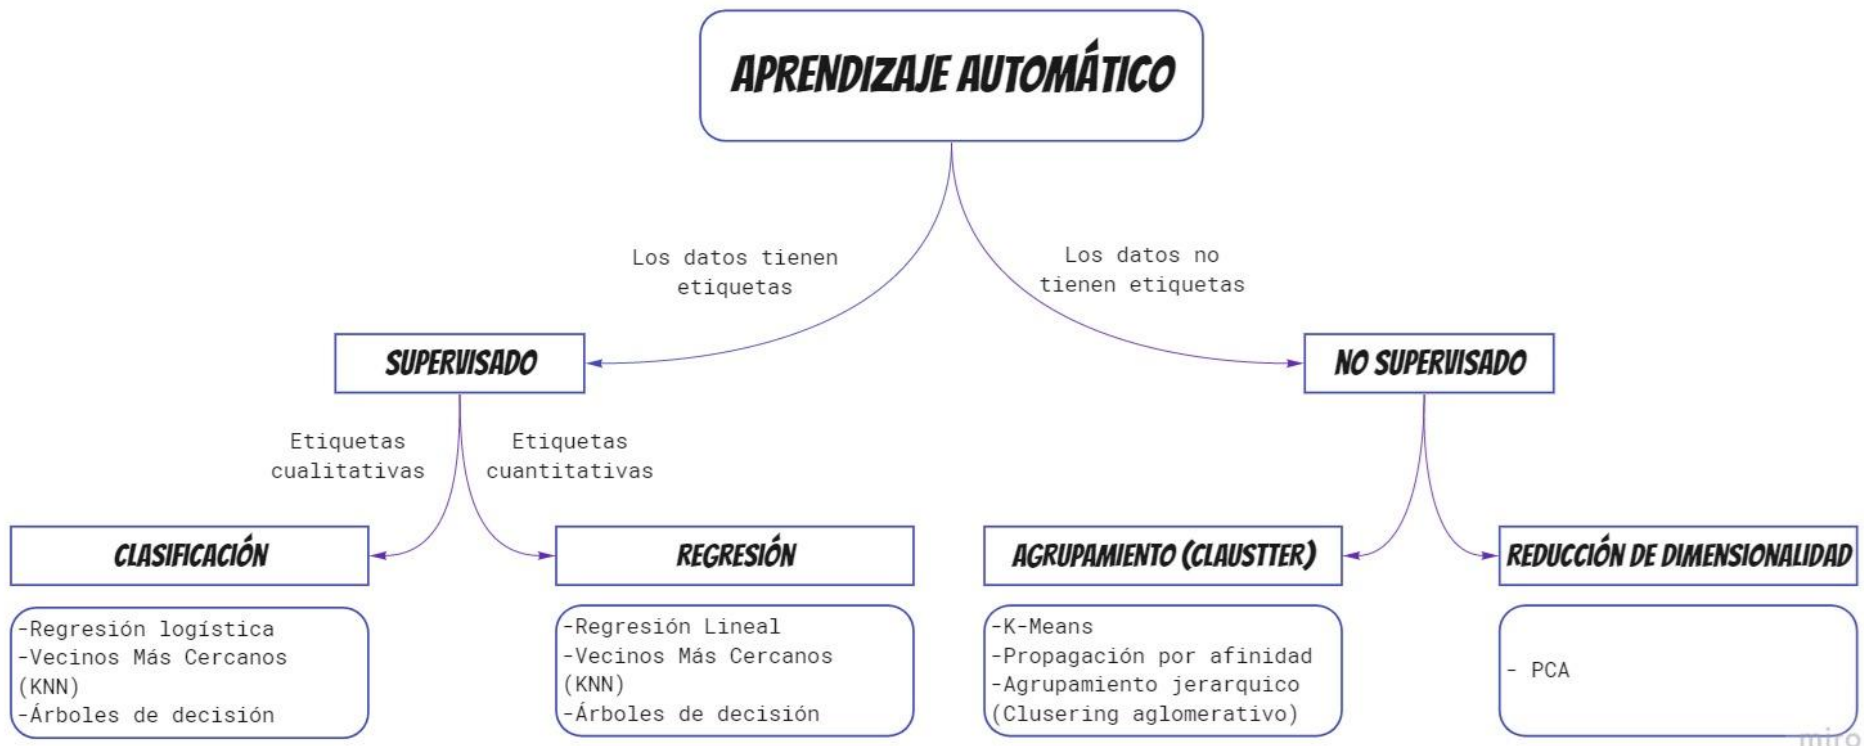 APRENDIZAJE AUTOMÁTICO
Los datos tienen
etiquetas
Los datos no
tienen etiquetas
SUPERVISADO
NO SUPERVISADO
Etiquetas
cualitativas
Etiquetas
cuantitativas
CLASIFICACIÓN
REGRESIÓN
AGRUPAMIENTO (CLAUSTTER)
REDUCCIÓN DE DIMENSIONALIDAD
-Regresión logística
-Vecinos Más Cercanos
(KNN)
-Árboles de decisión
-Regresión Lineal
-Vecinos Más Cercanos
(KNN)
-Árboles de decisión
-K-Means
-Propagación por afinidad
-Agrupamiento jerarquico
(Clusering aglomerativo)
- PCA
miro